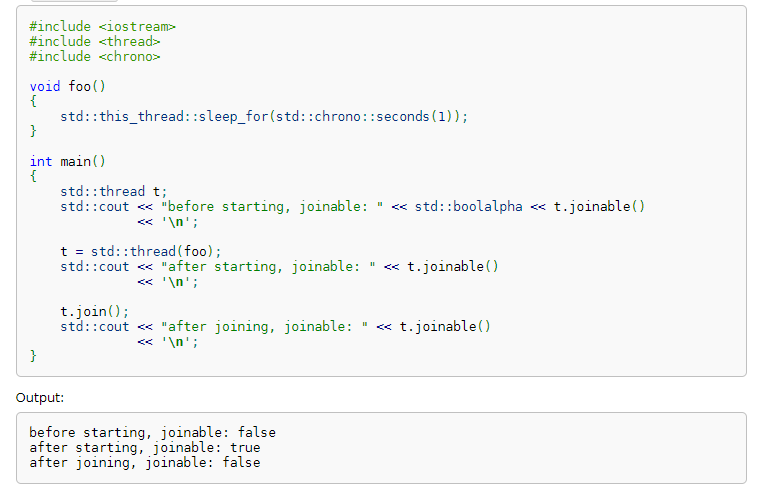 #include <iostream>
#include <thread>
#include <chrono>
void foo()
{
    std::this_thread::sleep_for(std::chrono::seconds(1));
}
int main()
{
    std::thread t;
    std::cout << "before starting, joinable: " << std::boolalpha << t.joinable()
              << '\n';
    t = std::thread(foo);
    std::cout << "after starting, joinable: " << t.joinable()
              << '\n';
    t.join();
    std::cout << "after joining, joinable: " << t.joinable()
              << '\n';
}
Output:
before starting, joinable: false
after starting, joinable: true
after joining, joinable: false